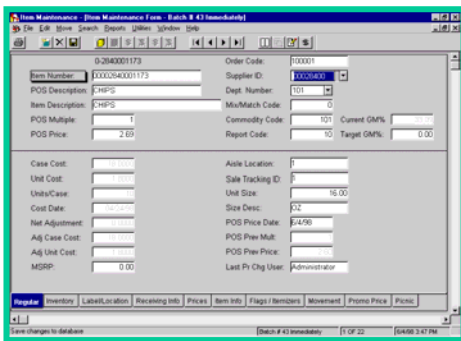 Item Maintenance - [Item Maintenance Form - Batch # 43 Immediately]
File Edit Move Search Reports Utilities Window Help
0-2840001173 Order Code: 100001
Item Number: 00002840001173 Supplier ID: 00028400
POS Description: CHIPS Dept. Number: 101
Item Description: CHIPS Mix/Match Code: 0
POS Multiple: 1 Commodity Code: 101 Current GM%
POS Price: 2.69 Report Code: 10 Target GM%: 0.00
Case Cost: Aisle Location: 1
Unit Cost: Sale Tracking ID:
Units/Case: Unit Size: 16.00
Cost Date: Size Desc: OZ
Net Adjustment: POS Price Date: 6/4/98
Adj Case Cost: POS Prev Mult:
Adj Unit Cost: POS Prev Price:
MSRP: 0.00 Last Pr Chg User: Administrator
Regular Inventory Label/Location Receiving Info Prices Item Info Flags / Itemizers Movement Promo Price Picnic
Save changes to database Batch # 43 Immediately 1 OF 22 6/4/98 3:47 PM